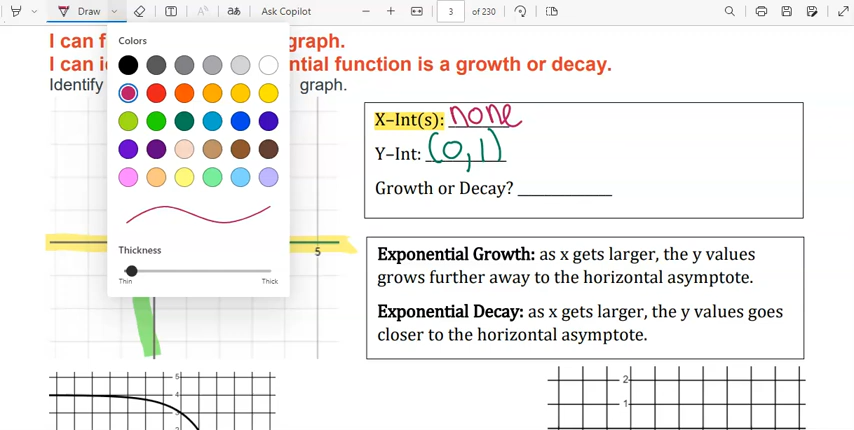 Draw
A
aあ
Ask Copilot
3 of 230
I can f graph.
I can i ntial function is a growth or decay.
Identify graph.
Colors
Thickness
Thin Thick
X–Int(s): none
Y–Int: (0,1)
Growth or Decay?
5
Exponential Growth: as x gets larger, the y values
grows further away to the horizontal asymptote.
Exponential Decay: as x gets larger, the y values goes
closer to the horizontal asymptote.
5
4
3
2
1